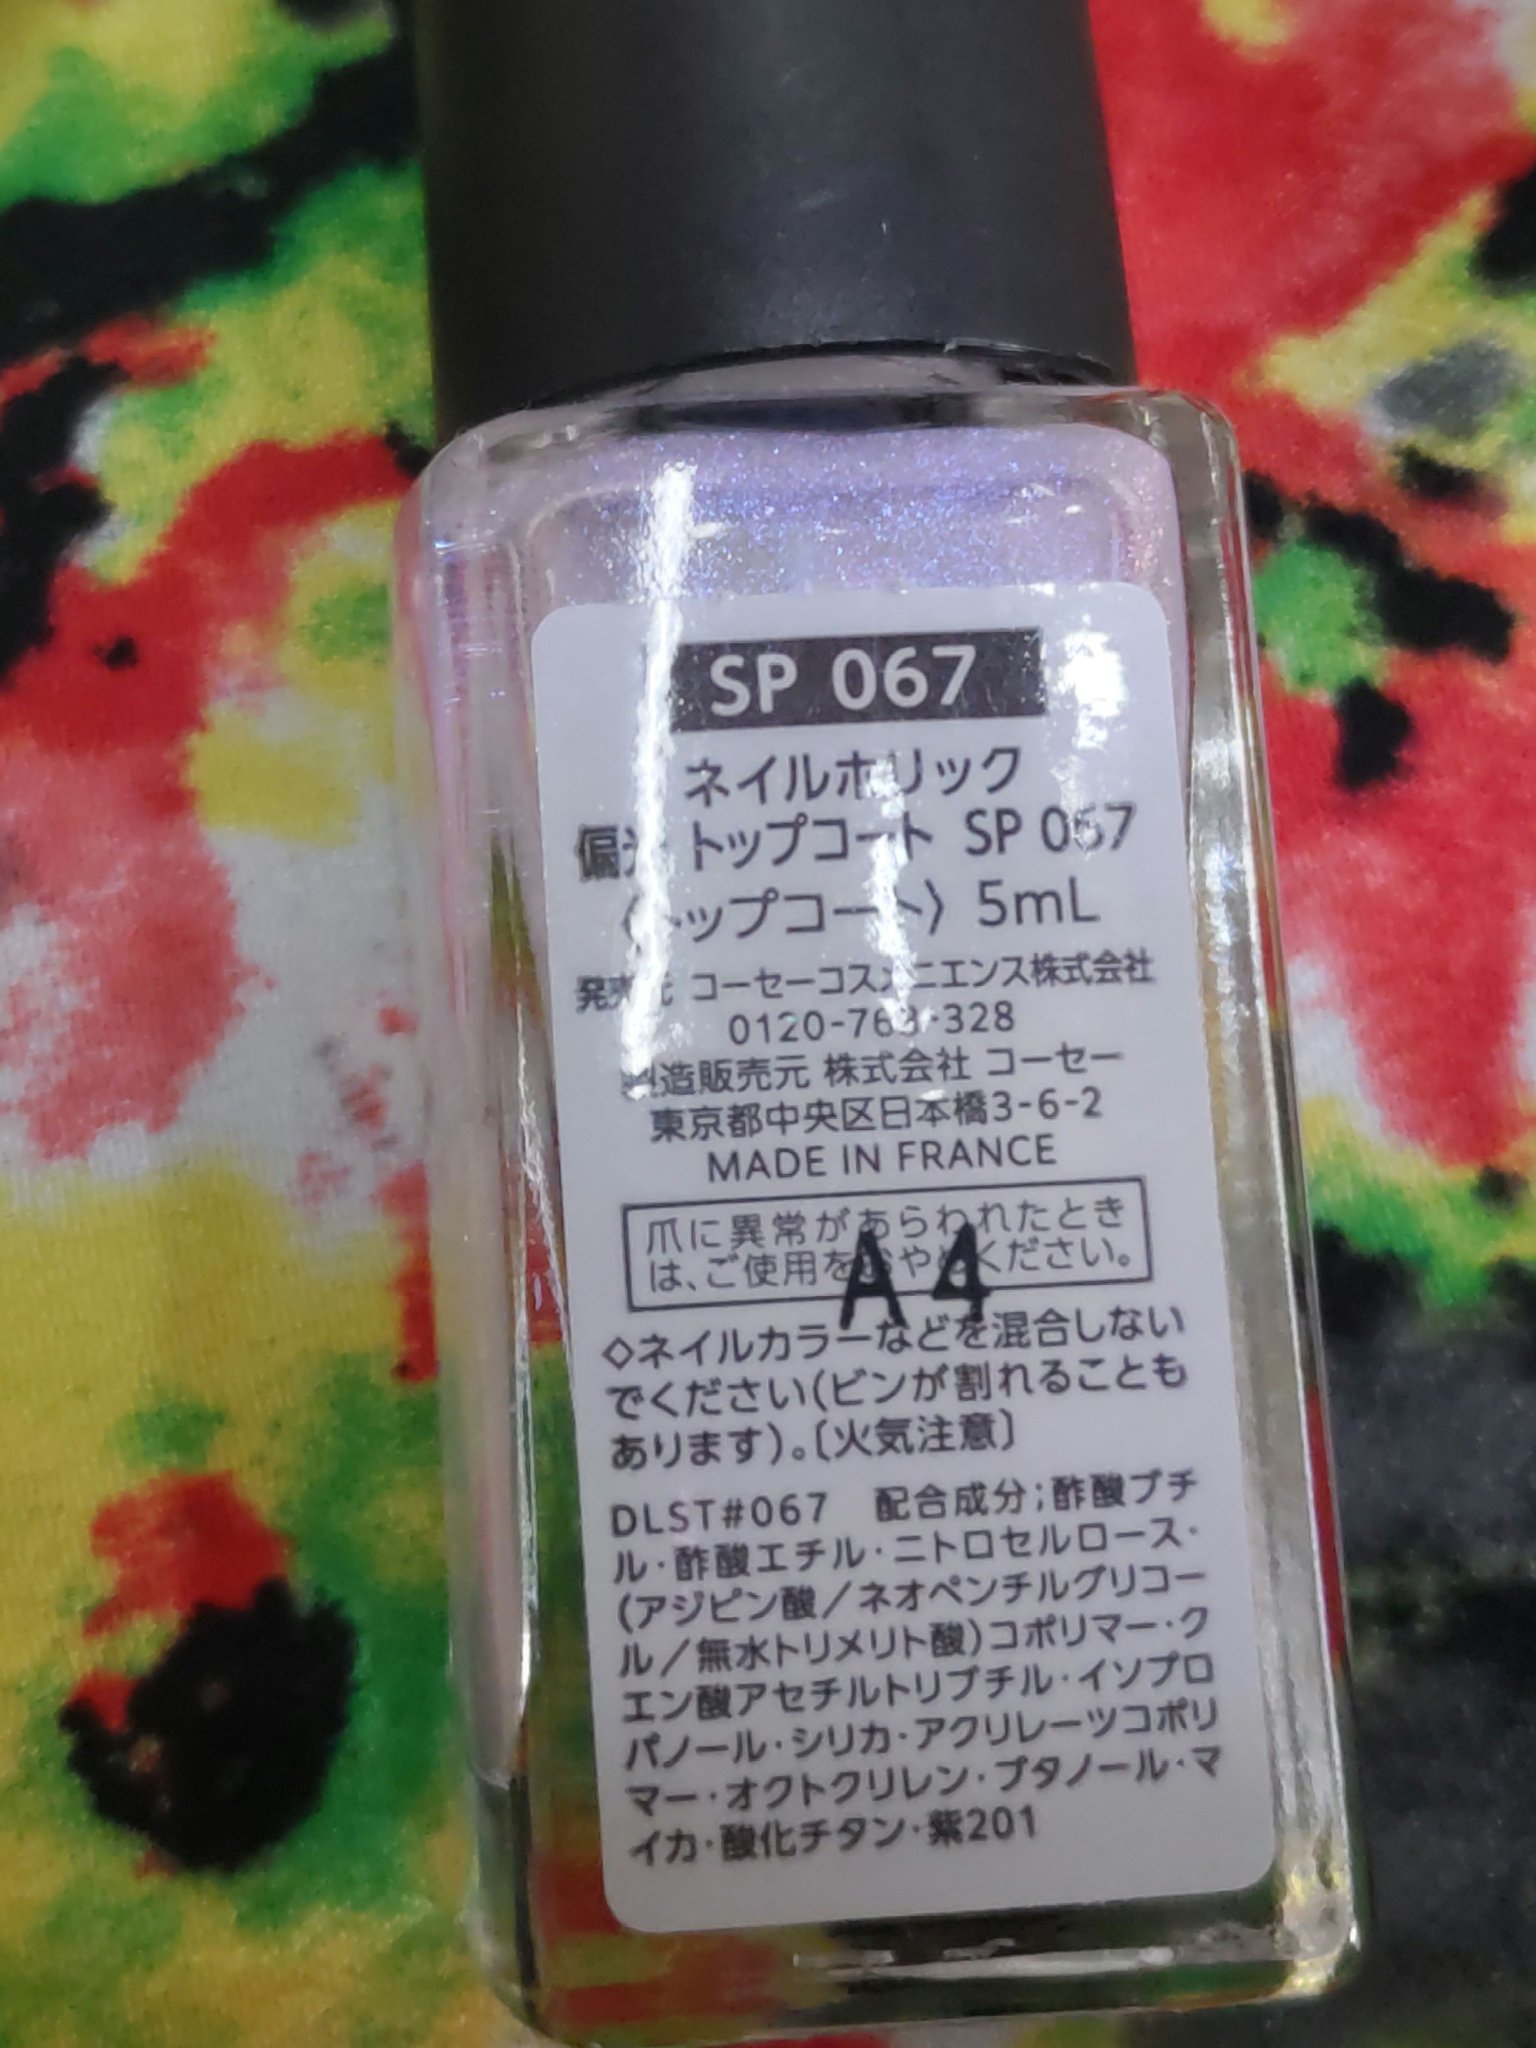 SP 067
ネイルホリック
偏光 トップコート SP 067
〈トップコート〉 5mL
発売元 コーセーコスメニエンス株式会社
0120-763-328
製造販売元 株式会社 コーセー
東京都中央区日本橋3-6-2
MADE IN FRANCE
爪に異常があらわれたとき
は、ご使用をおやめください。
A4
◇ネイルカラーなどを混合しない
でください(ビンが割れることも
あります)。〔火気注意〕
DLST#067 配合成分;酢酸ブチ
ル・酢酸エチル・ニトロセルロース・
(アジピン酸/ネオペンチルグリコー
ル/無水トリメリト酸)コポリマー・ク
エン酸アセチルトリブチル・イソプロ
パノール・シリカ・アクリレーツコポリ
マー・オクトクリレン・ブタノール・マ
イカ・酸化チタン・紫201